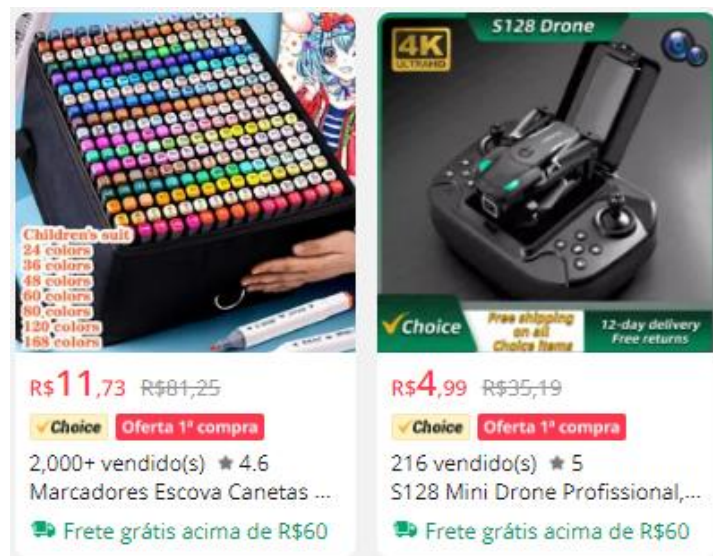 Children's suit
24 colors
36 colors
48 colors
60 colors
80 colors
120 colors
168 colors
R$11,73 R$81,25
Choice Oferta 1ª compra
2,000+ vendido(s) ★ 4.6
Marcadores Escova Canetas ...
Frete grátis acima de R$60
S128 Drone
4K
ULTRAHD
Choice
Free shipping
on all
Choice Items
12-day delivery
Free returns
R$4,99 R$35,19
Choice Oferta 1ª compra
216 vendido(s) ★ 5
S128 Mini Drone Profissional,...
Frete grátis acima de R$60